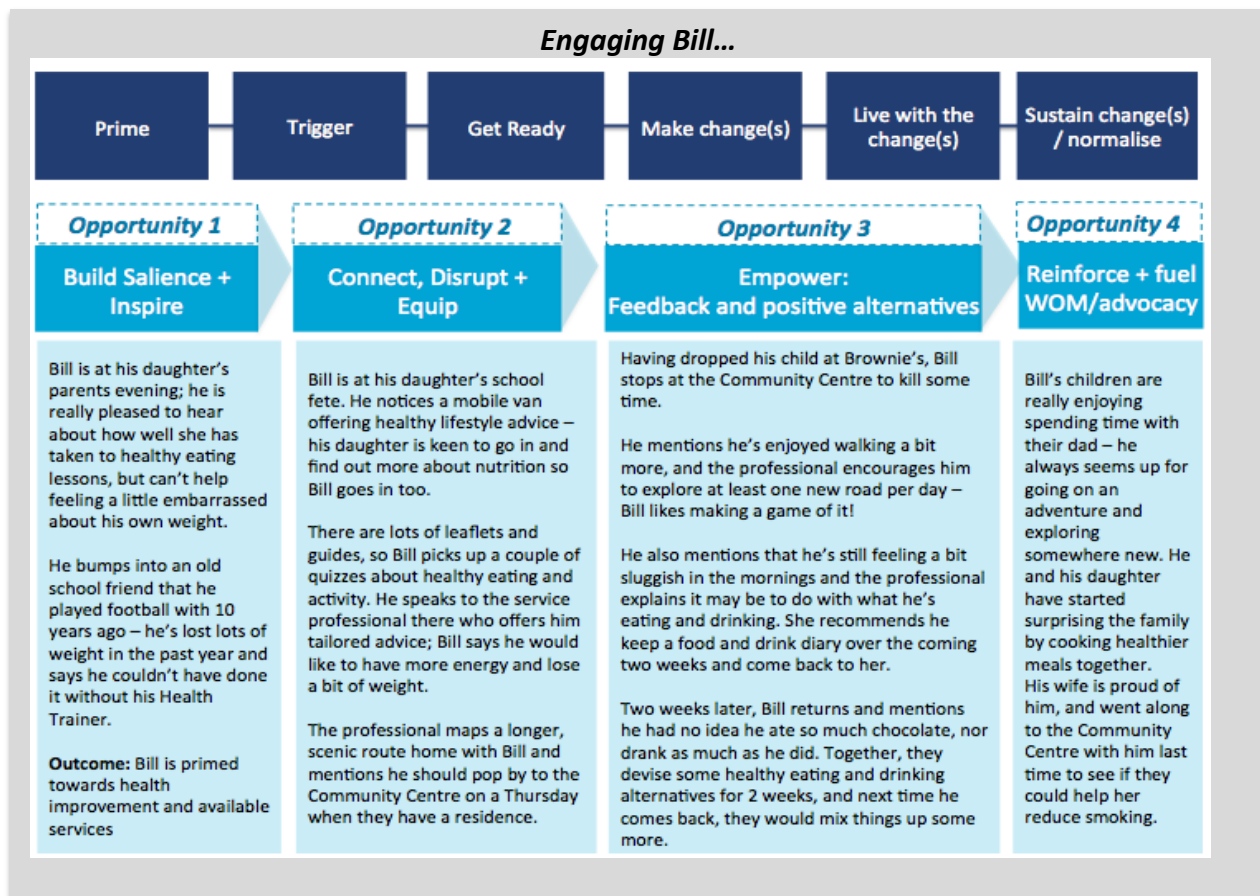 Engaging Bill...
Prime
Trigger
Get Ready
Make change(s)
Live with the
change(s)
Sustain change(s)
/ normalise
Opportunity 1
Build Salience +
Inspire
Bill is at his daughter's
parents evening; he is
really pleased to hear
about how well she has
taken to healthy eating
lessons, but can't help
feeling a little embarrassed
about his own weight.
He bumps into an old
school friend that he
played football with 10
years ago – he's lost lots of
weight in the past year and
says he couldn't have done
it without his Health
Trainer.
Outcome: Bill is primed
towards health
improvement and available
services
Opportunity 2
Connect, Disrupt +
Equip
Bill is at his daughter's school
fete. He notices a mobile van
offering healthy lifestyle advice –
his daughter is keen to go in and
find out more about nutrition so
Bill goes in too.
There are lots of leaflets and
guides, so Bill picks up a couple of
quizzes about healthy eating and
activity. He speaks to the service
professional there who offers him
tailored advice; Bill says he would
like to have more energy and lose
a bit of weight.
The professional maps a longer,
scenic route home with Bill and
mentions he should pop by to the
Community Centre on a Thursday
when they have a residence.
Opportunity 3
Empower:
Feedback and positive alternatives
Having dropped his child at Brownie's, Bill
stops at the Community Centre to kill some
time.
He mentions he's enjoyed walking a bit
more, and the professional encourages him
to explore at least one new road per day –
Bill likes making a game of it!
He also mentions that he's still feeling a bit
sluggish in the mornings and the professional
explains it may be to do with what he's
eating and drinking. She recommends he
keep a food and drink diary over the coming
two weeks and come back to her.
Two weeks later, Bill returns and mentions
he had no idea he ate so much chocolate, nor
drank as much as he did. Together, they
devise some healthy eating and drinking
alternatives for 2 weeks, and next time he
comes back, they would mix things up some
more.
Opportunity 4
Reinforce + fuel
WOM/advocacy
Bill's children are
really enjoying
spending time with
their dad – he
always seems up for
going on an
adventure and
exploring
somewhere new. He
and his daughter
have started
surprising the family
by cooking healthier
meals together.
His wife is proud of
him, and went along
to the Community
Centre with him last
time to see if they
could help her
reduce smoking.